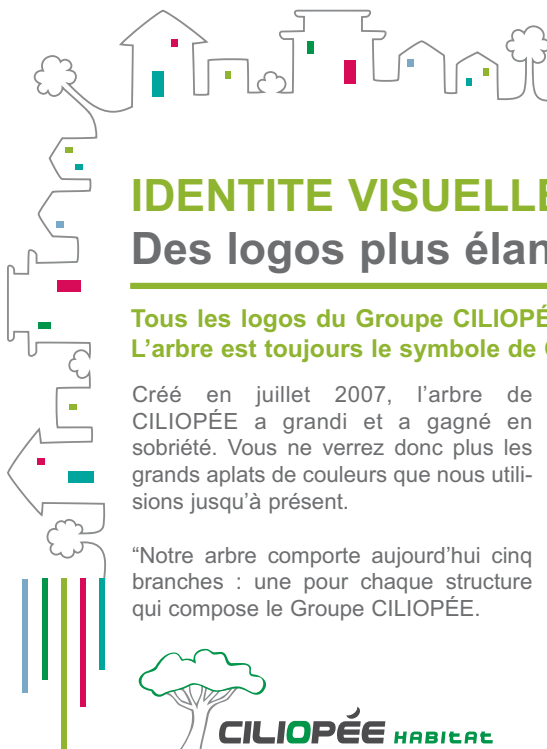 IDENTITE VISUELLE
Des logos plus élan
Tous les logos du Groupe CILIOPÉ
L’arbre est toujours le symbole de
Créé en juillet 2007, l’arbre de
CILIOPÉE a grandi et a gagné en
sobriété. Vous ne verrez donc plus les
grands aplats de couleurs que nous utili-
sions jusqu’à présent.
“Notre arbre comporte aujourd’hui cinq
branches : une pour chaque structure
qui compose le Groupe CILIOPÉE.
CILIOPÉE HABITAT